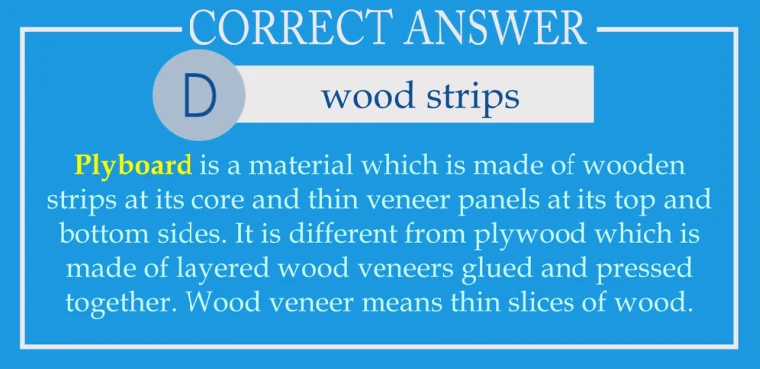 CORRECT ANSWER
D wood strips
Plyboard is a material which is made of wooden
strips at its core and thin veneer panels at its top and
bottom sides. It is different from plywood which is
made of layered wood veneers glued and pressed
together. Wood veneer means thin slices of wood.